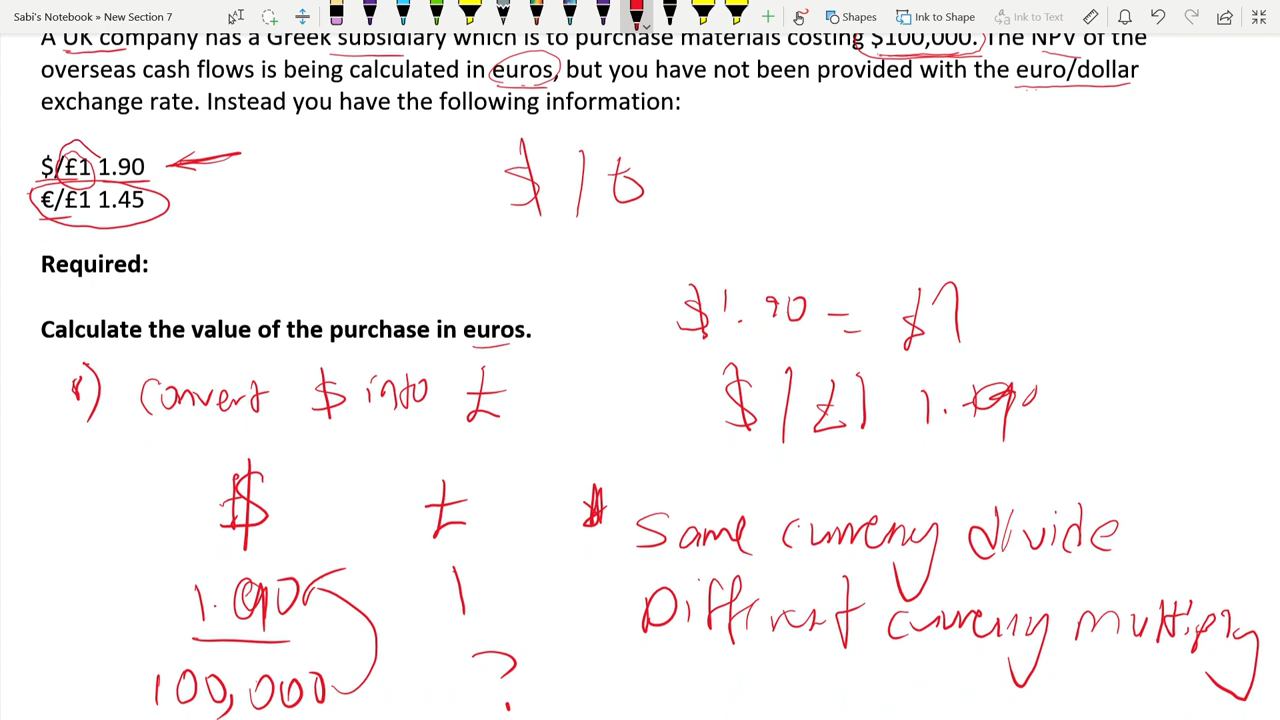 Sabi's Notebook » New Section 7
Shapes
Ink to Shape
Ink to Text
A UK company has a Greek subsidiary which is to purchase materials costing $100,000. The NPV of the
overseas cash flows is being calculated in euros, but you have not been provided with the euro/dollar
exchange rate. Instead you have the following information:
$/£1 1.90
€/£1 1.45
$ / €
Required:
$1.90 = £1
Calculate the value of the purchase in euros.
1) Convert $ into £
$/£1 1.90
$ £
* Same currency divide
1.90 1
Different currency multiply
100,000 ?